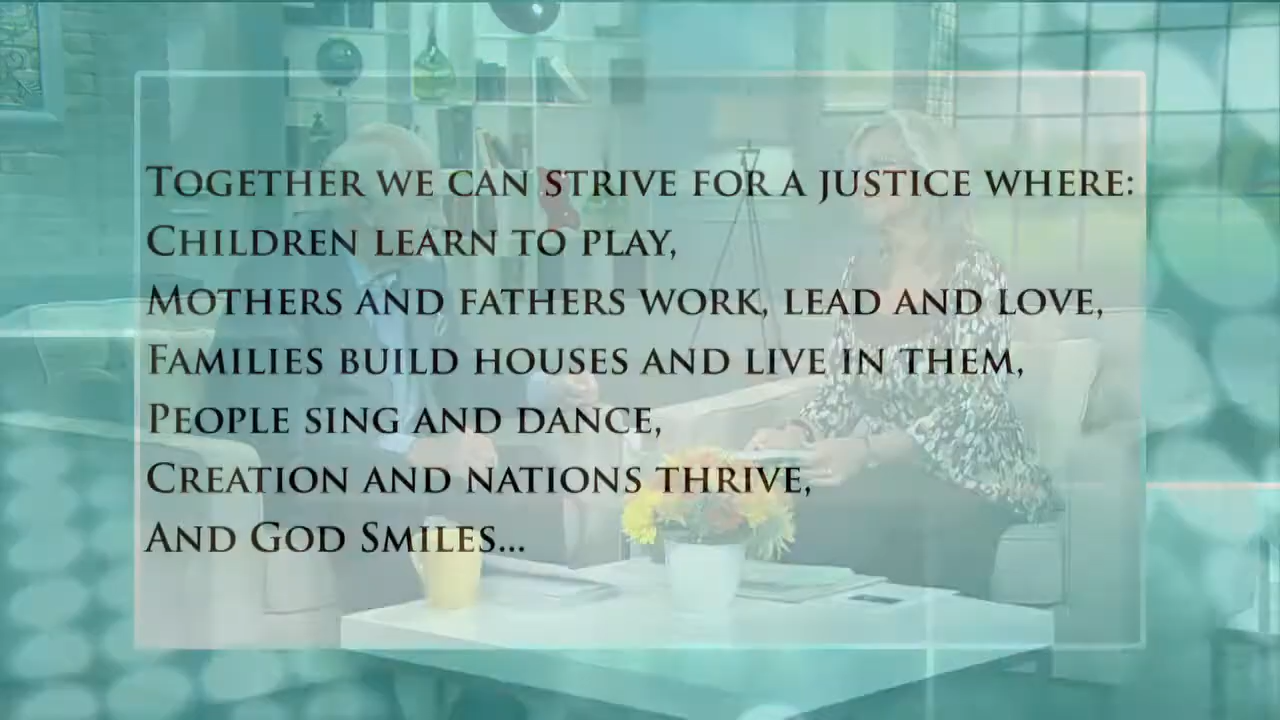 Together we can strive for a justice where:
Children learn to play,
Mothers and fathers work, lead and love,
Families build houses and live in them,
People sing and dance,
Creation and nations thrive,
And God Smiles...